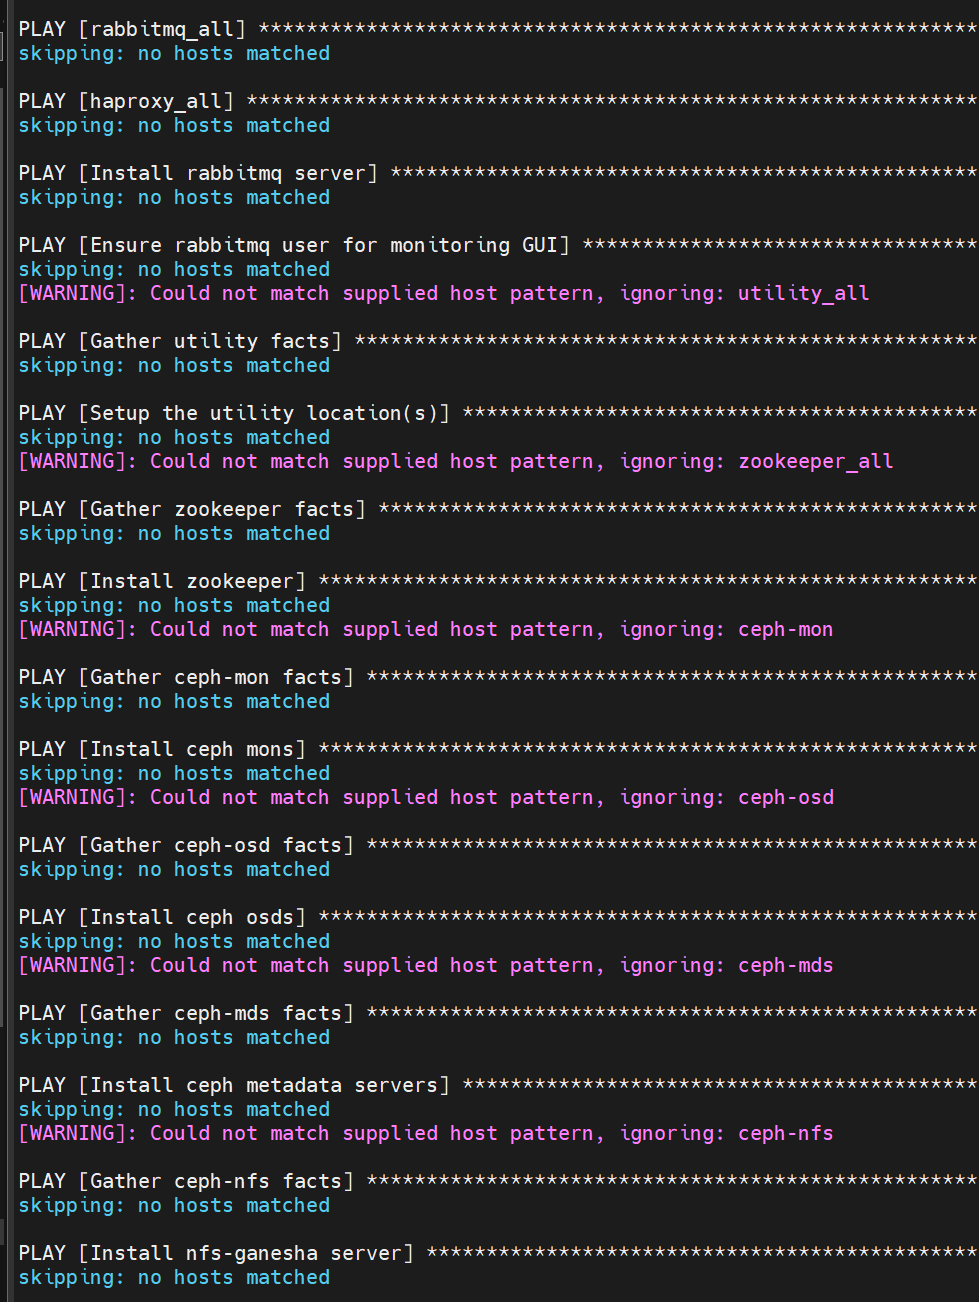 PLAY [rabbitmq_all] ************************************************************
skipping: no hosts matched
PLAY [haproxy_all] *************************************************************
skipping: no hosts matched
PLAY [Install rabbitmq server] *************************************************
skipping: no hosts matched
PLAY [Ensure rabbitmq user for monitoring GUI] *********************************
skipping: no hosts matched
[WARNING]: Could not match supplied host pattern, ignoring: utility_all
PLAY [Gather utility facts] ****************************************************
skipping: no hosts matched
PLAY [Setup the utility location(s)] *******************************************
skipping: no hosts matched
[WARNING]: Could not match supplied host pattern, ignoring: zookeeper_all
PLAY [Gather zookeeper facts] **************************************************
skipping: no hosts matched
PLAY [Install zookeeper] *******************************************************
skipping: no hosts matched
[WARNING]: Could not match supplied host pattern, ignoring: ceph-mon
PLAY [Gather ceph-mon facts] ***************************************************
skipping: no hosts matched
PLAY [Install ceph mons] *******************************************************
skipping: no hosts matched
[WARNING]: Could not match supplied host pattern, ignoring: ceph-osd
PLAY [Gather ceph-osd facts] ***************************************************
skipping: no hosts matched
PLAY [Install ceph osds] *******************************************************
skipping: no hosts matched
[WARNING]: Could not match supplied host pattern, ignoring: ceph-mds
PLAY [Gather ceph-mds facts] ***************************************************
skipping: no hosts matched
PLAY [Install ceph metadata servers] *******************************************
skipping: no hosts matched
[WARNING]: Could not match supplied host pattern, ignoring: ceph-nfs
PLAY [Gather ceph-nfs facts] ***************************************************
skipping: no hosts matched
PLAY [Install nfs-ganesha server] **********************************************
skipping: no hosts matched